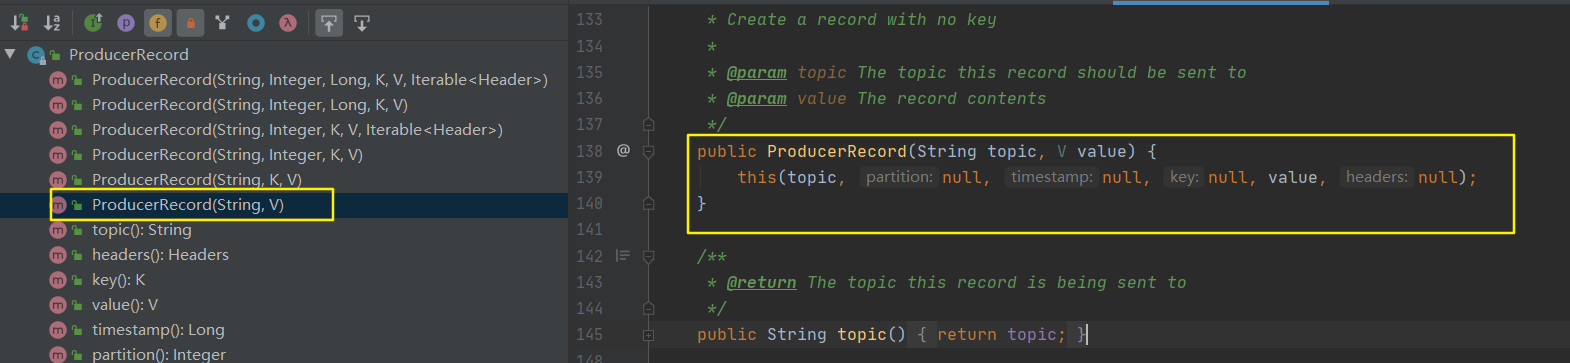 ProducerRecord
ProducerRecord(String, Integer, Long, K, V, Iterable<Header>)
ProducerRecord(String, Integer, Long, K, V)
ProducerRecord(String, Integer, K, V, Iterable<Header>)
ProducerRecord(String, Integer, K, V)
ProducerRecord(String, K, V)
ProducerRecord(String, V)
topic(): String
headers(): Headers
key(): K
value(): V
timestamp(): Long
partition(): Integer
133 * Create a record with no key
134 *
135 * @param topic The topic this record should be sent to
136 * @param value The record contents
137 */
138 @ public ProducerRecord(String topic, V value) {
139 this(topic, partition: null, timestamp: null, key: null, value, headers: null);
140 }
141
142 /**
143 * @return The topic this record is being sent to
144 */
145 public String topic() { return topic; }
148